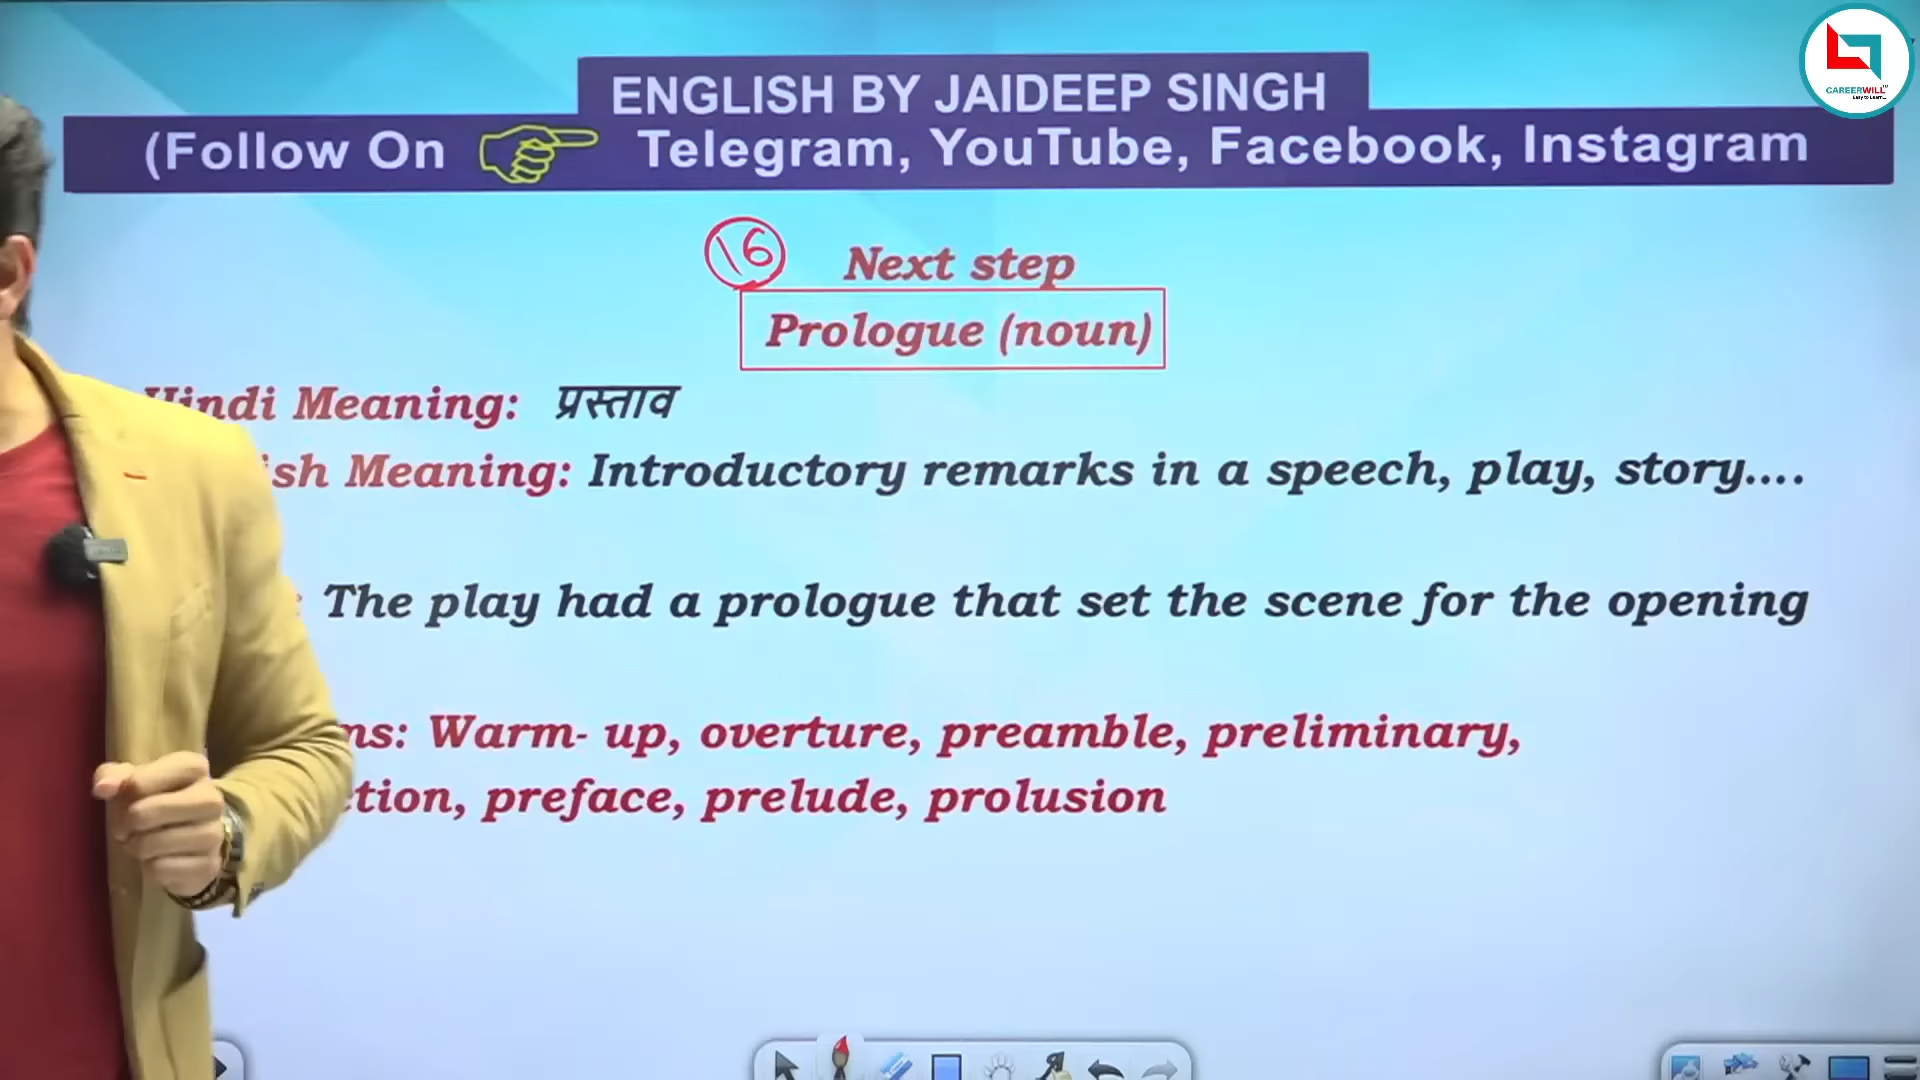 ENGLISH BY JAIDEEP SINGH
(Follow On Telegram, YouTube, Facebook, Instagram
CAREERWILL
16
Next step
Prologue (noun)
Hindi Meaning: प्रस्ताव
Meaning: Introductory remarks in a speech, play, story....
The play had a prologue that set the scene for the opening
Warm- up, overture, preamble, preliminary,
preface, prelude, prolusion